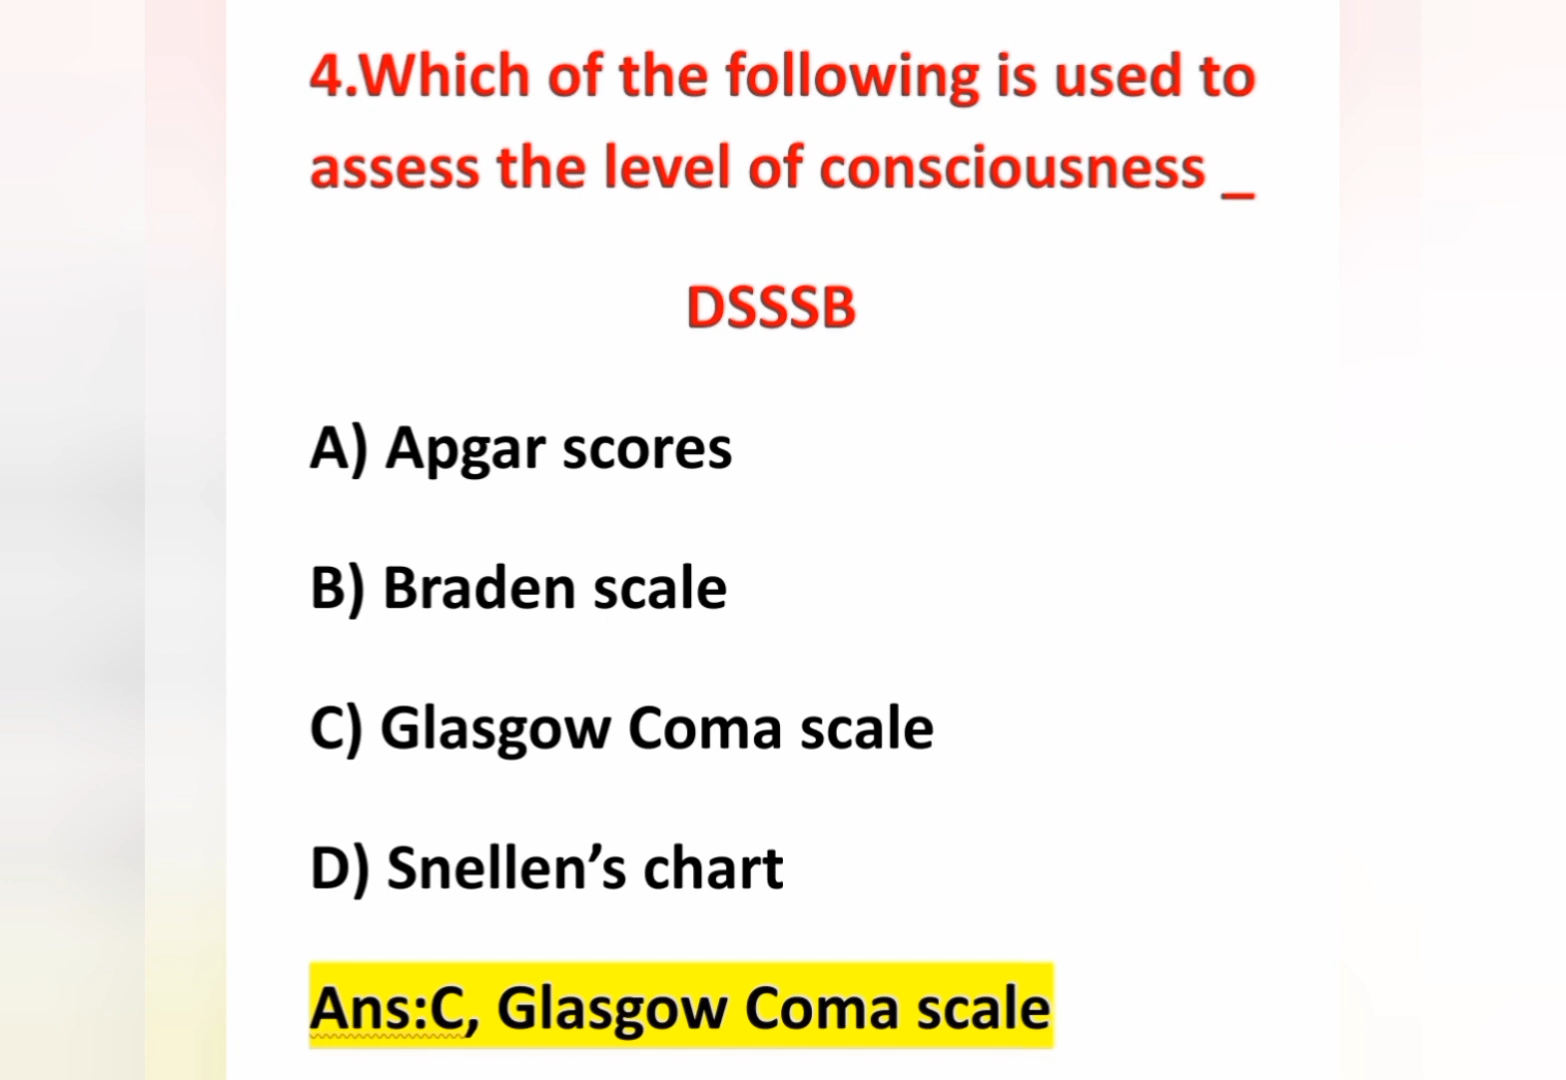 4.Which of the following is used to
assess the level of consciousness _
DSSSB
A) Apgar scores
B) Braden scale
C) Glasgow Coma scale
D) Snellen’s chart
Ans:C, Glasgow Coma scale